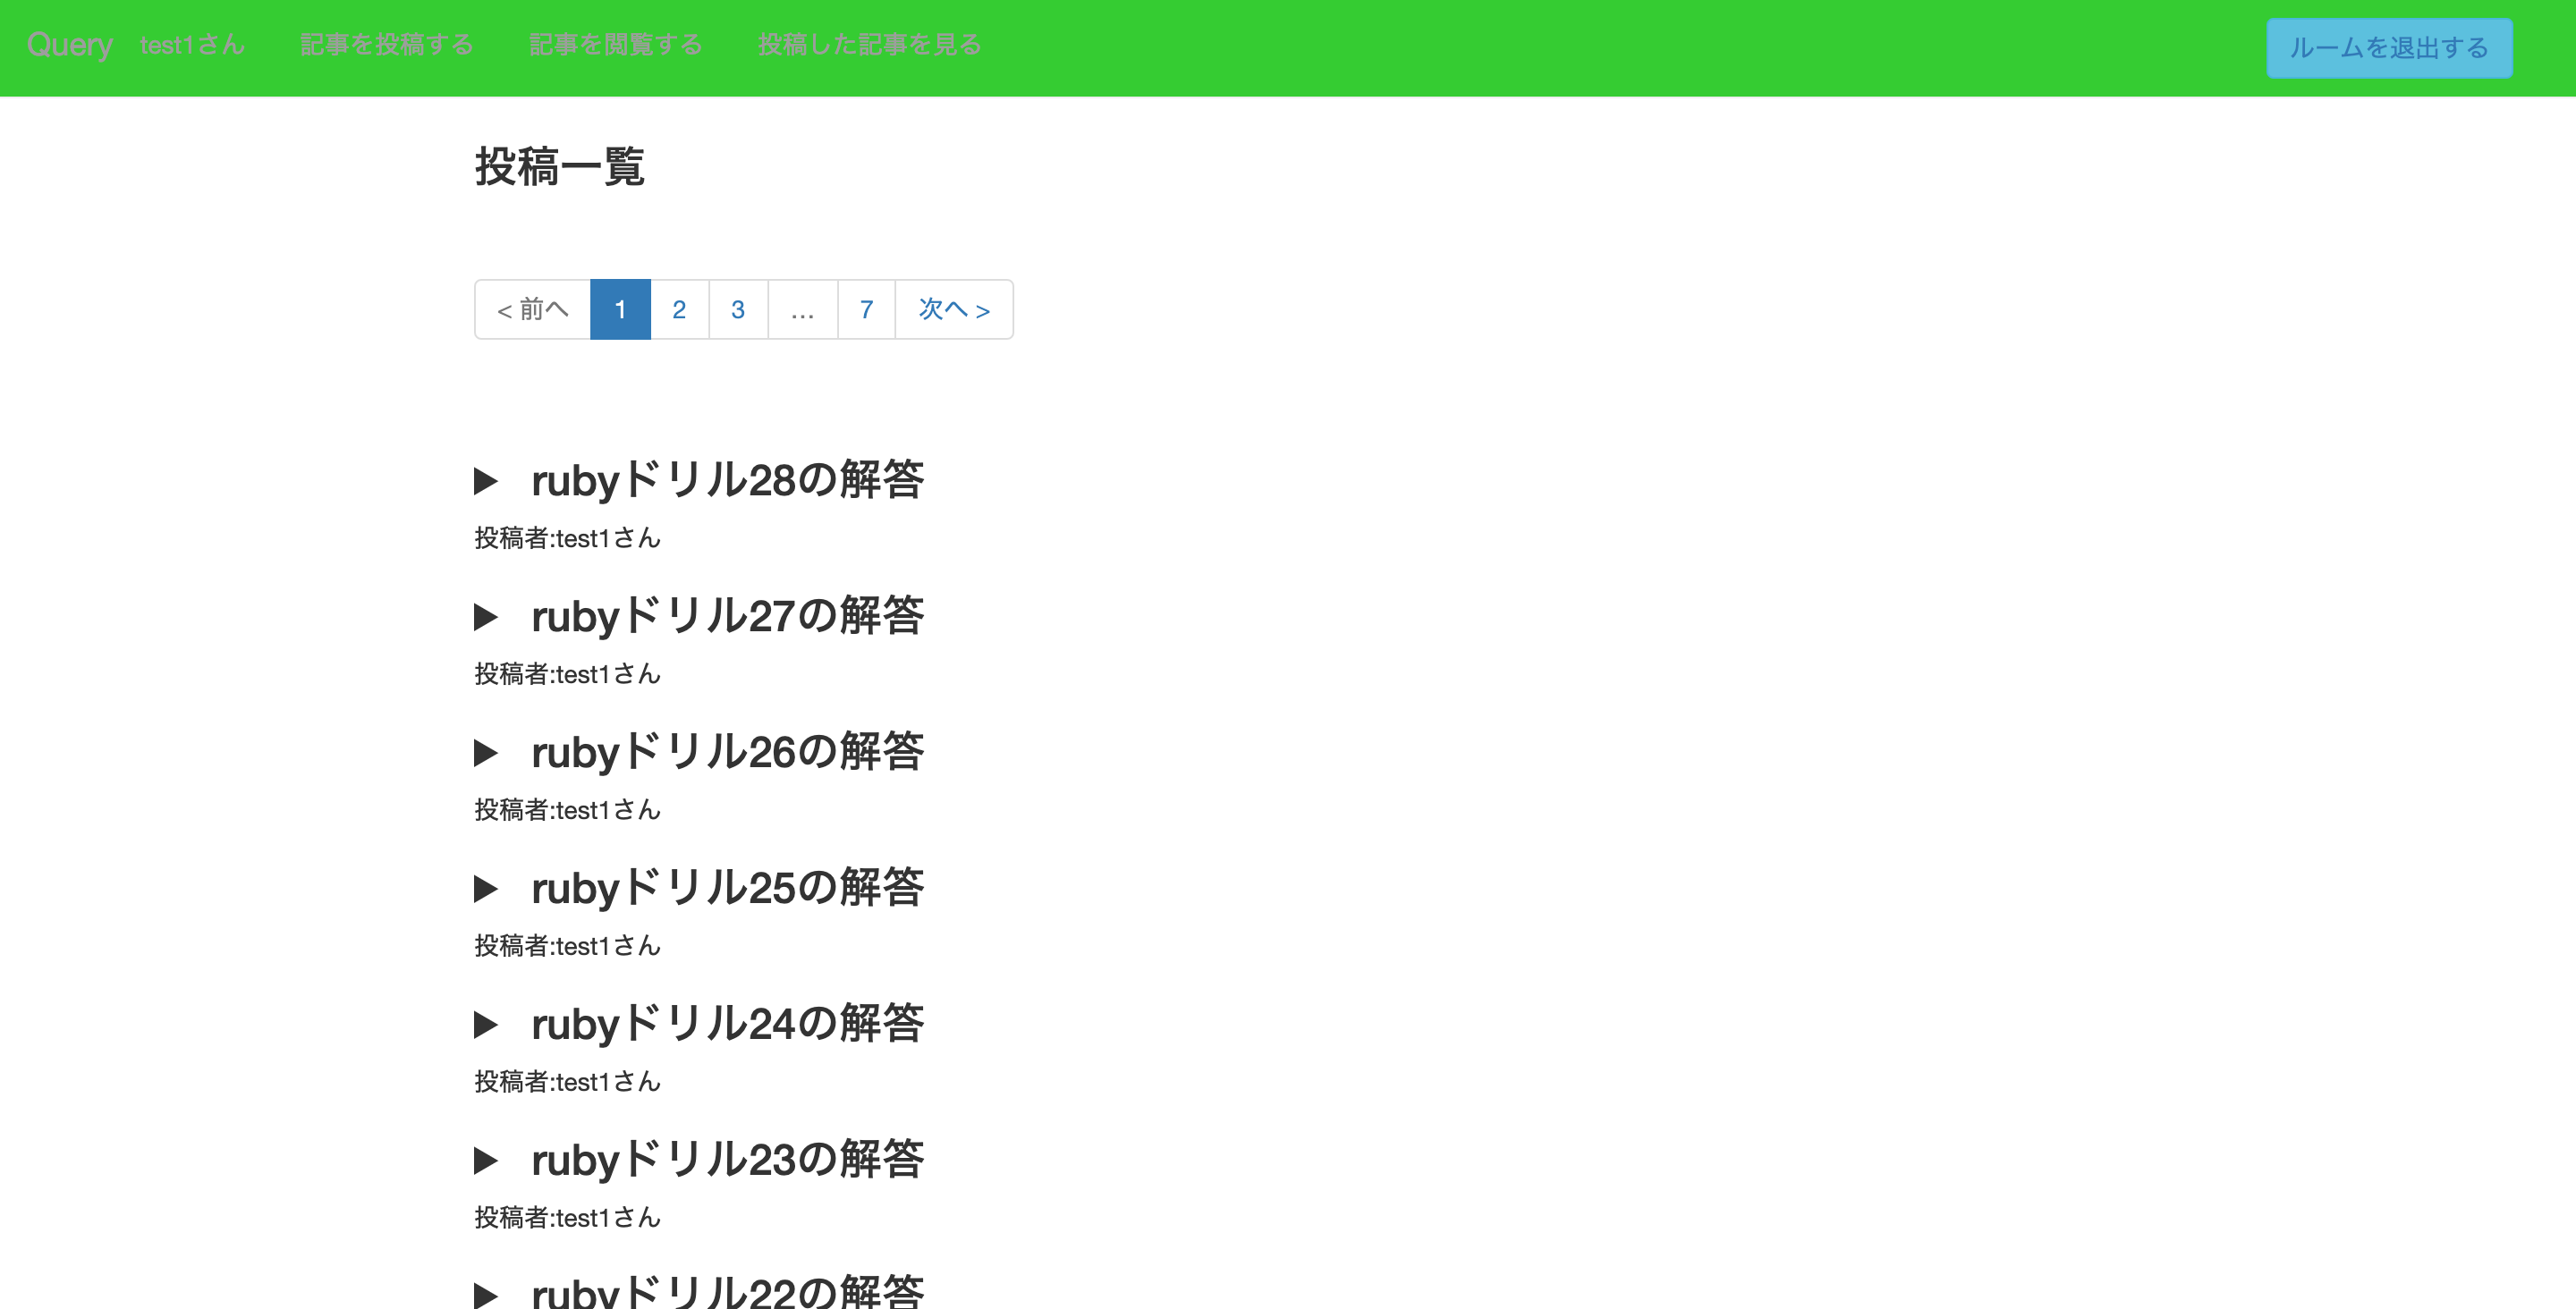 Query test1さん 記事を投稿する 記事を閲覧する 投稿した記事を見る ルームを退出する
投稿一覧
< 前へ 1 2 3 … 7 次へ >
rubyドリル28の解答
投稿者:test1さん
rubyドリル27の解答
投稿者:test1さん
rubyドリル26の解答
投稿者:test1さん
rubyドリル25の解答
投稿者:test1さん
rubyドリル24の解答
投稿者:test1さん
rubyドリル23の解答
投稿者:test1さん
rubyドリル22の解答